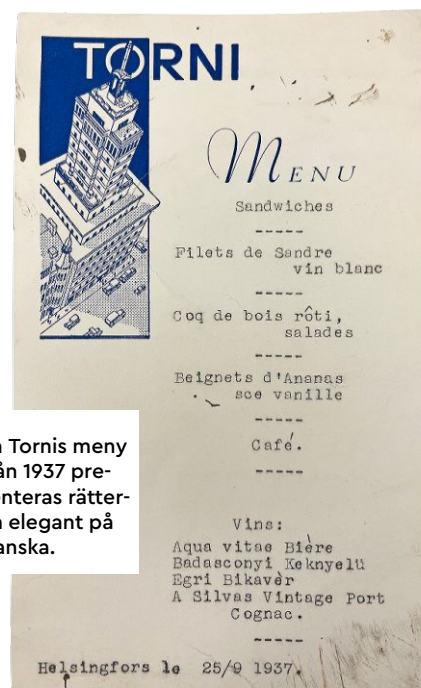 TORNI
MENU
Sandwiches
-----
Filets de Sandre
vin blanc
-----
Coq de bois rôti,
salades
-----
Beignets d'Ananas
sce vanille
-----
Café.
-----
Tornis meny
ån 1937 pre-
enteras rätter-
elegant på
anska.
Vins:
Aqua vitae Bière
Badasconyi Keknyelü
Egri Bikavèr
A Silvas Vintage Port
Cognac.
-----
Helsingfors le 25/9 1937.